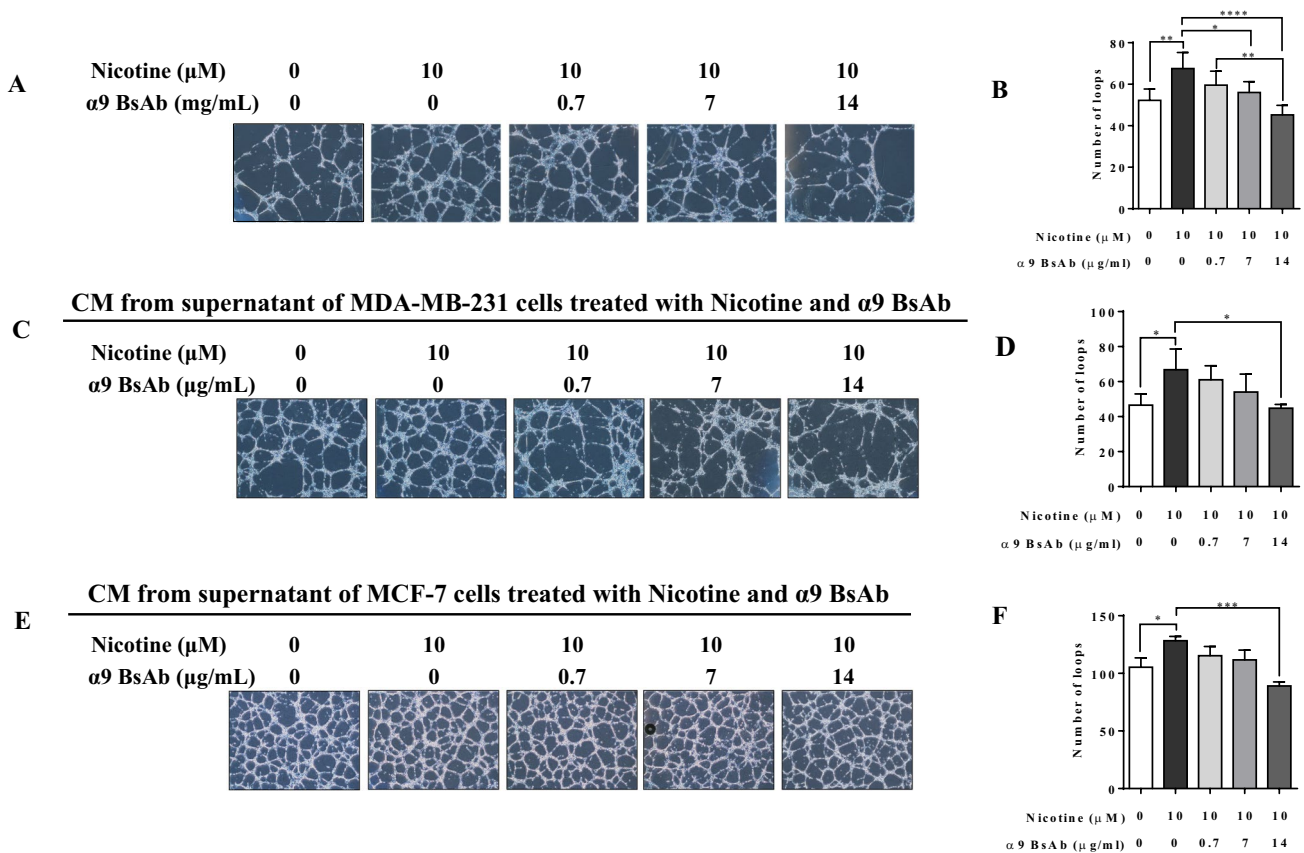 A
Nicotine (μM) 0 10 10 10 10
α9 BsAb (mg/mL) 0 0 0.7 7 14
B
****
*
** **
80
60
40
20
0
Number of loops
Nicotine (μM) 0 10 10 10 10
α9 BsAb (μg/ml) 0 0 0.7 7 14
CM from supernatant of MDA-MB-231 cells treated with Nicotine and α9 BsAb
C
Nicotine (μM) 0 10 10 10 10
α9 BsAb (μg/mL) 0 0 0.7 7 14
D
* *
100
80
60
40
20
0
Number of loops
Nicotine (μM) 0 10 10 10 10
α9 BsAb (μg/ml) 0 0 0.7 7 14
CM from supernatant of MCF-7 cells treated with Nicotine and α9 BsAb
E
Nicotine (μM) 0 10 10 10 10
α9 BsAb (μg/mL) 0 0 0.7 7 14
F
* ***
150
100
50
0
Number of loops
Nicotine (μM) 0 10 10 10 10
α9 BsAb (μg/ml) 0 0 0.7 7 14